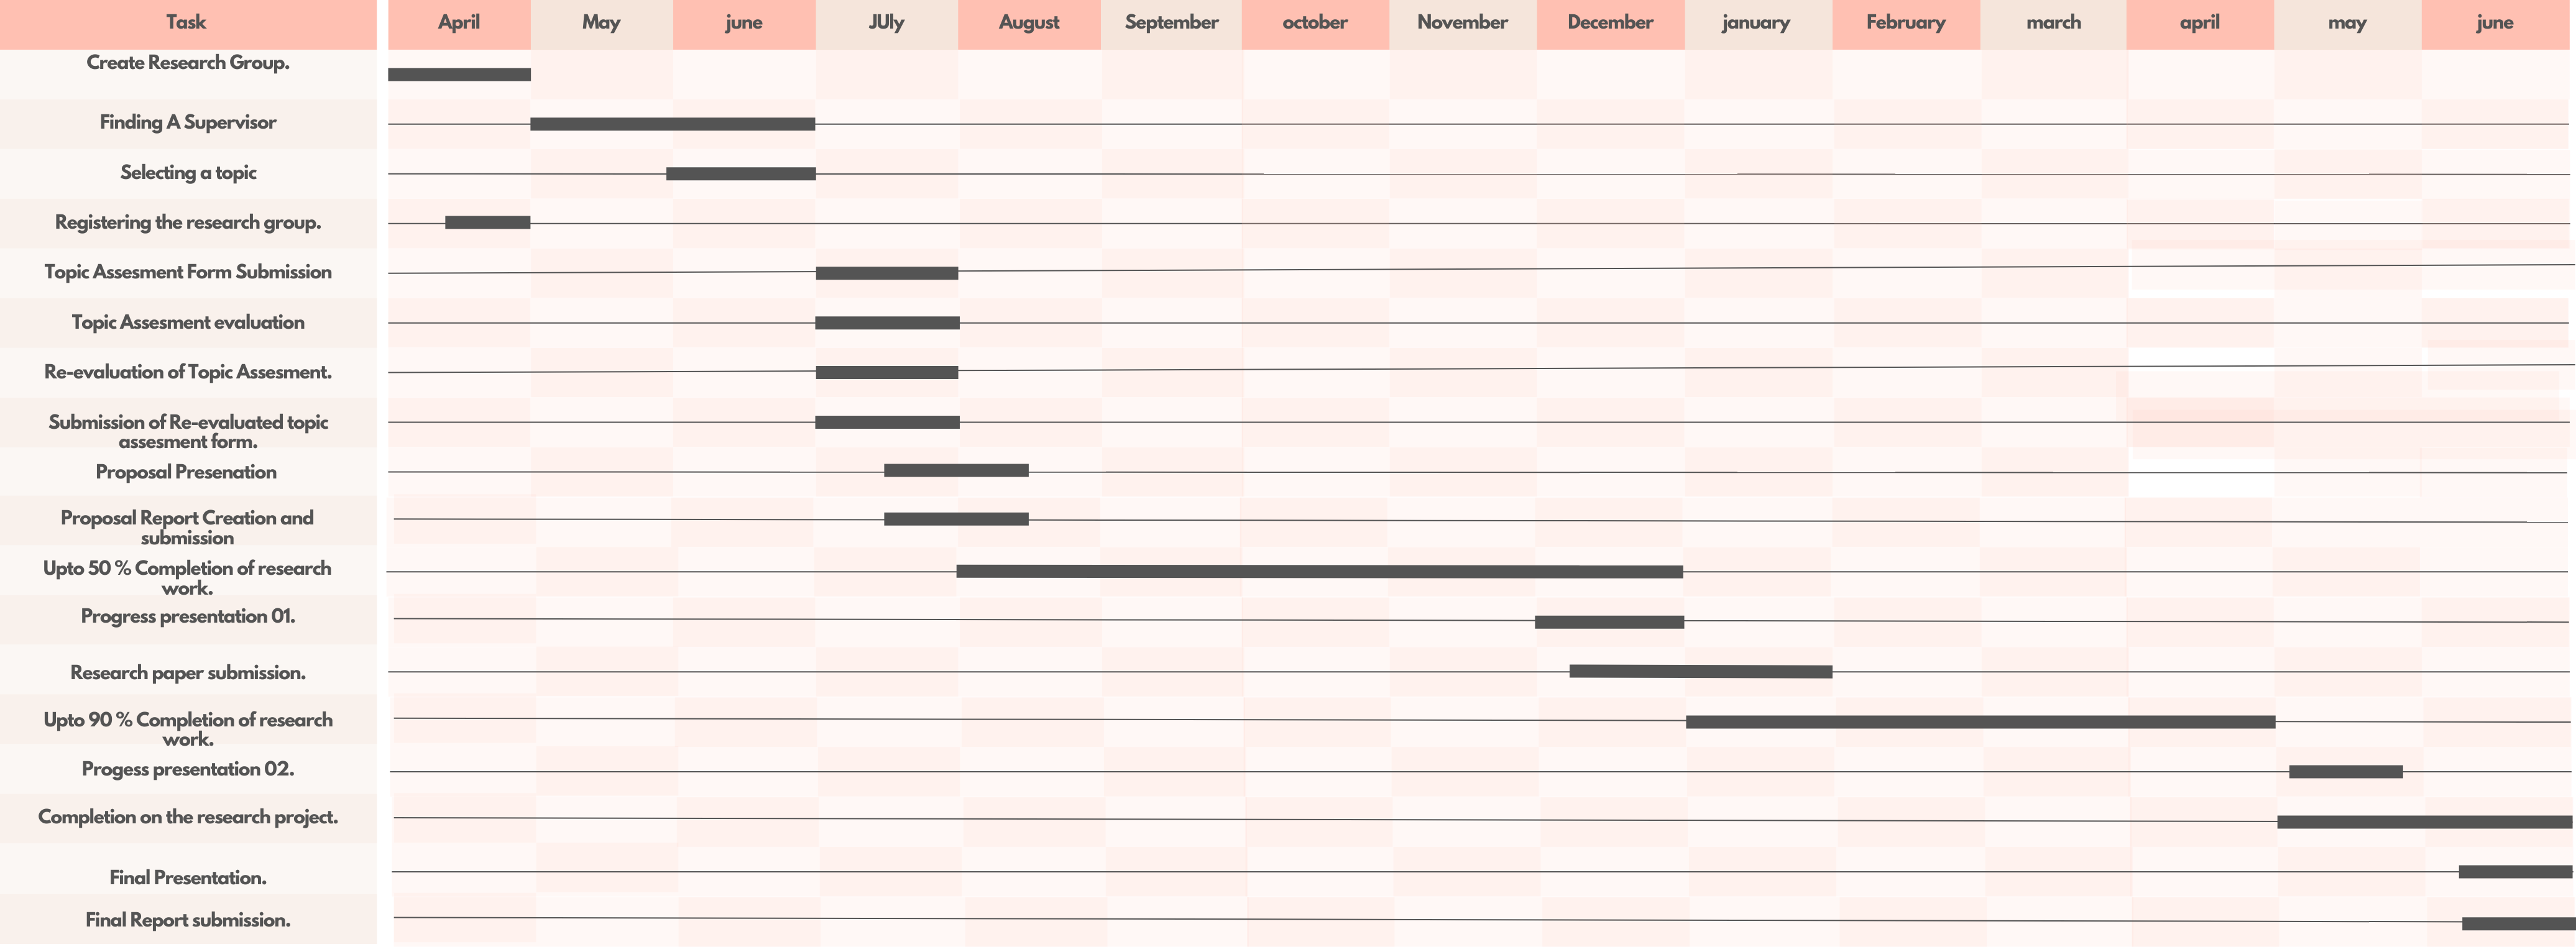 Task April May june JUly August September october November December january February march april may june
Create Research Group.
Finding A Supervisor
Selecting a topic
Registering the research group.
Topic Assesment Form Submission
Topic Assesment evaluation
Re-evaluation of Topic Assesment.
Submission of Re-evaluated topic
assesment form.
Proposal Presenation
Proposal Report Creation and
submission
Upto 50 % Completion of research
work.
Progress presentation 01.
Research paper submission.
Upto 90 % Completion of research
work.
Progess presentation 02.
Completion on the research project.
Final Presentation.
Final Report submission.